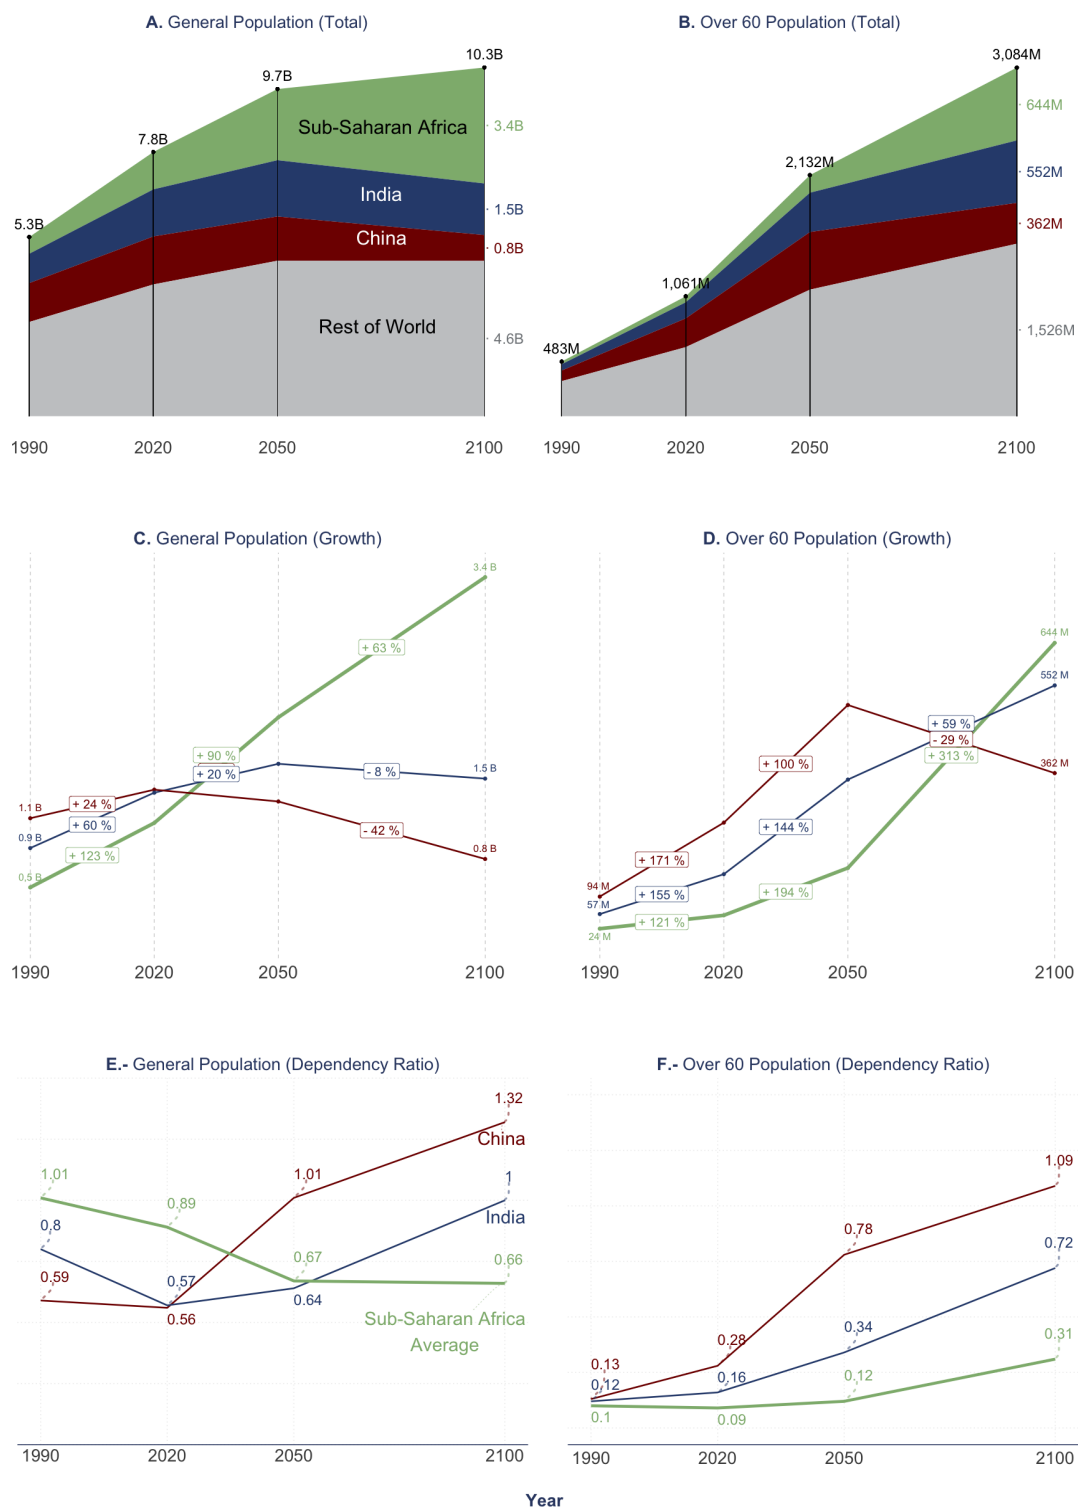 A. General Population (Total)
B. Over 60 Population (Total)
10.3B
9.7B
7.8B
5.3B
Sub-Saharan Africa
India
China
Rest of World
3.4B
1.5B
0.8B
4.6B
1990 2020 2050 2100
3,084M
2,132M
1,061M
483M
644M
552M
362M
1,526M
1990 2020 2050 2100
C. General Population (Growth)
3.4 B
+ 63 %
+ 90 %
+ 20 %
- 8 %
1.5 B
1.1 B
+ 24 %
+ 60 %
0.9 B
- 42 %
0.8 B
+ 123 %
0.5 B
1990 2020 2050 2100
D. Over 60 Population (Growth)
644 M
552 M
+ 59 %
- 29 %
+ 313 %
362 M
+ 100 %
+ 144 %
+ 171 %
94 M
+ 155 %
57 M
+ 194 %
+ 121 %
24 M
1990 2020 2050 2100
E.- General Population (Dependency Ratio)
1.32
China
1.01
1.01
1
0.89
0.8
India
0.67
0.66
0.59
0.57
0.64
0.56
Sub-Saharan Africa
Average
1990 2020 2050 2100
F.- Over 60 Population (Dependency Ratio)
1.09
0.78
0.72
0.34
0.31
0.28
0.13
0.12
0.16
0.12
0.1
0.09
1990 2020 2050 2100
Year